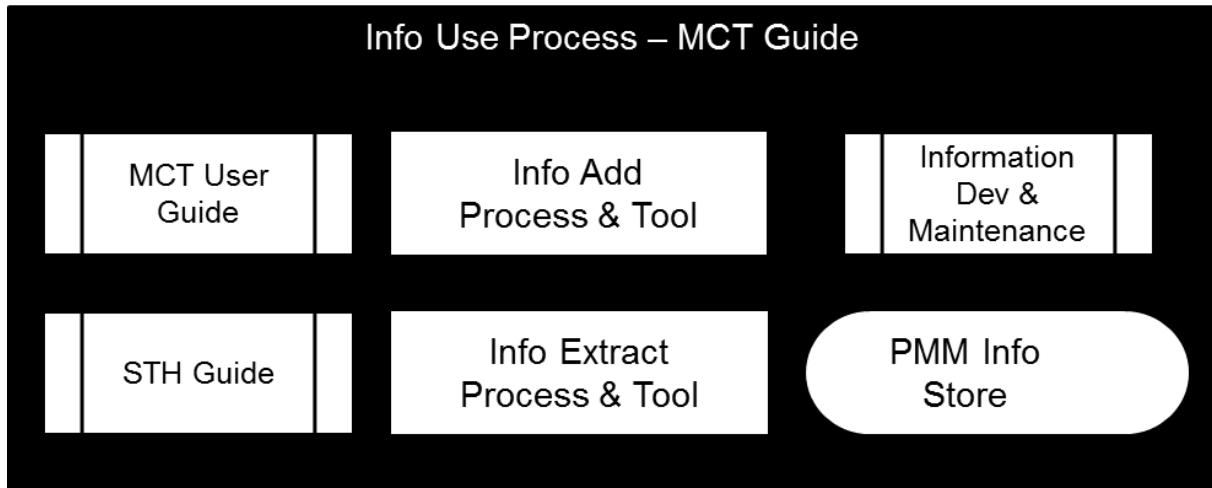 Info Use Process – MCT Guide
MCT User
Guide
Info Add
Process & Tool
Information
Dev &
Maintenance
STH Guide
Info Extract
Process & Tool
PMM Info
Store